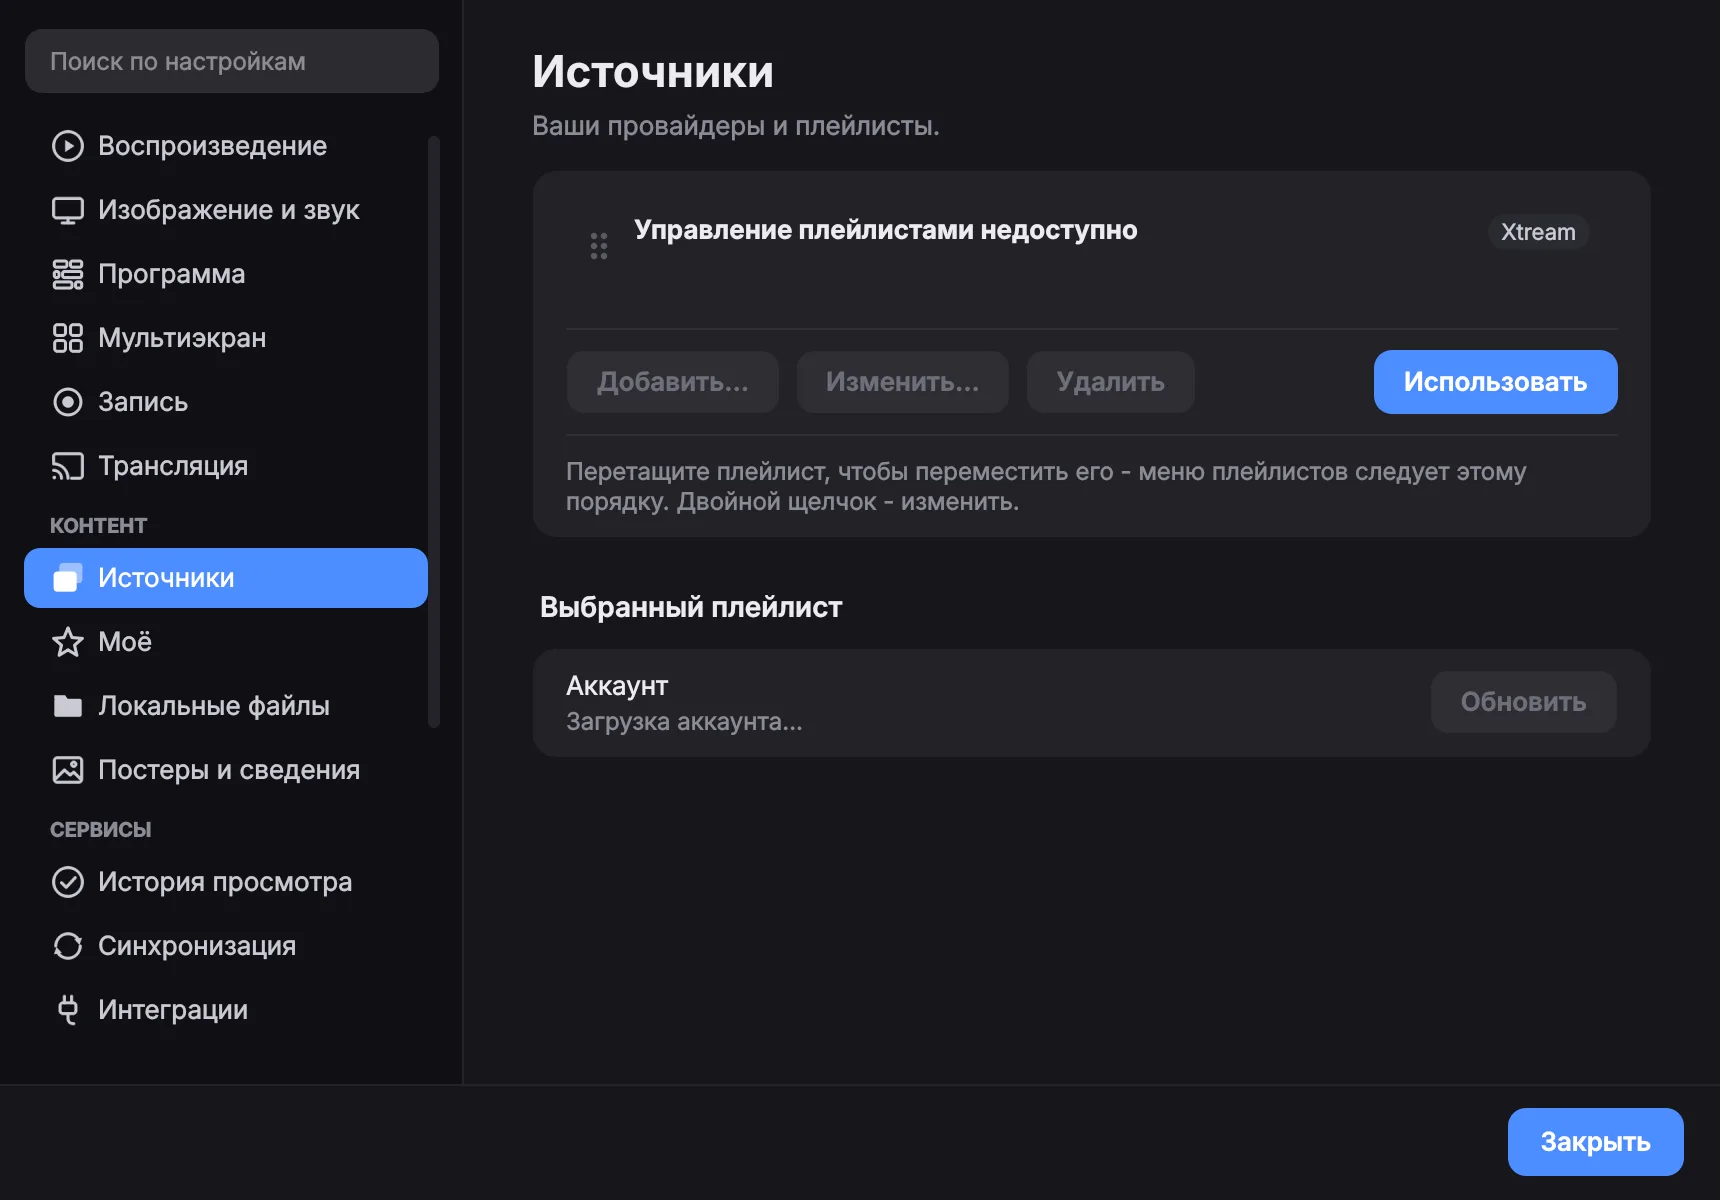 Поиск по настройкам
Воспроизведение
Изображение и звук
Программа
Мультиэкран
Запись
Трансляция
КОНТЕНТ
Источники
Моё
Локальные файлы
Постеры и сведения
СЕРВИСЫ
История просмотра
Синхронизация
Интеграции
Источники
Ваши провайдеры и плейлисты.
Управление плейлистами недоступно
Xtream
Добавить...
Изменить...
Удалить
Использовать
Перетащите плейлист, чтобы переместить его - меню плейлистов следует этому
порядку. Двойной щелчок - изменить.
Выбранный плейлист
Аккаунт
Загрузка аккаунта...
Обновить
Закрыть